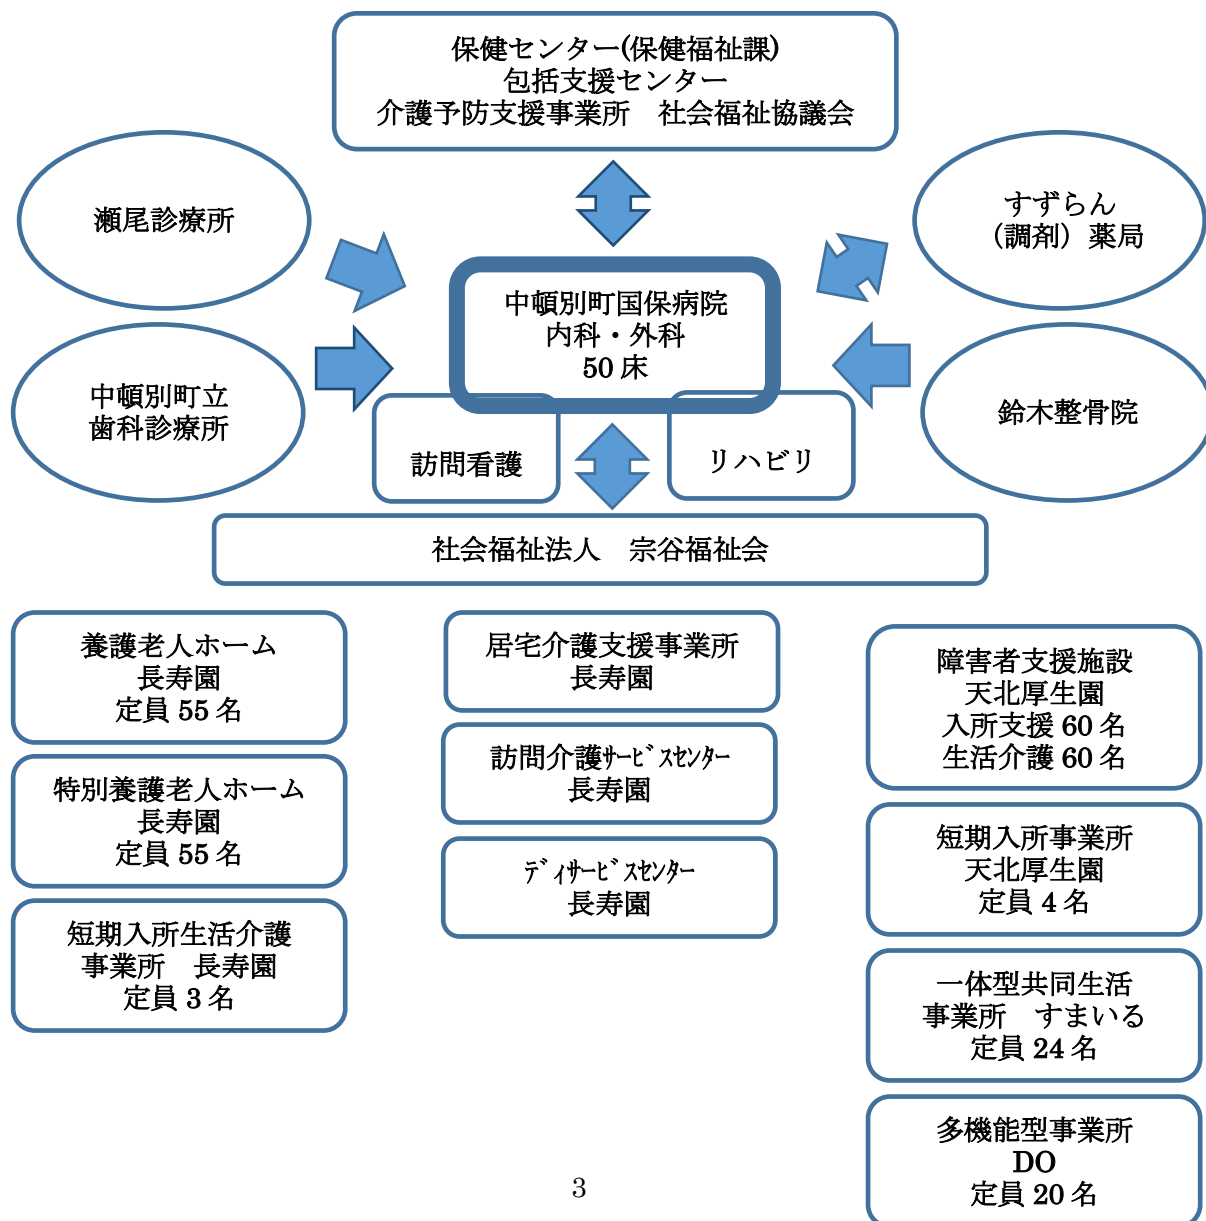 保健センター(保健福祉課)
包括支援センター
介護予防支援事業所　社会福祉協議会
瀬尾診療所
すずらん
（調剤）薬局
中頓別町国保病院
内科・外科
50 床
中頓別町立
歯科診療所
鈴木整骨院
訪問看護
リハビリ
社会福祉法人　宗谷福祉会
養護老人ホーム
長寿園
定員 55 名
特別養護老人ホーム
長寿園
定員 55 名
短期入所生活介護
事業所　長寿園
定員 3 名
居宅介護支援事業所
長寿園
訪問介護ｻｰﾋﾞｽｾﾝﾀｰ
長寿園
ﾃﾞｨｻｰﾋﾞｽｾﾝﾀｰ
長寿園
障害者支援施設
天北厚生園
入所支援 60 名
生活介護 60 名
短期入所事業所
天北厚生園
定員 4 名
一体型共同生活
事業所　すまいる
定員 24 名
多機能型事業所
DO
定員 20 名
3